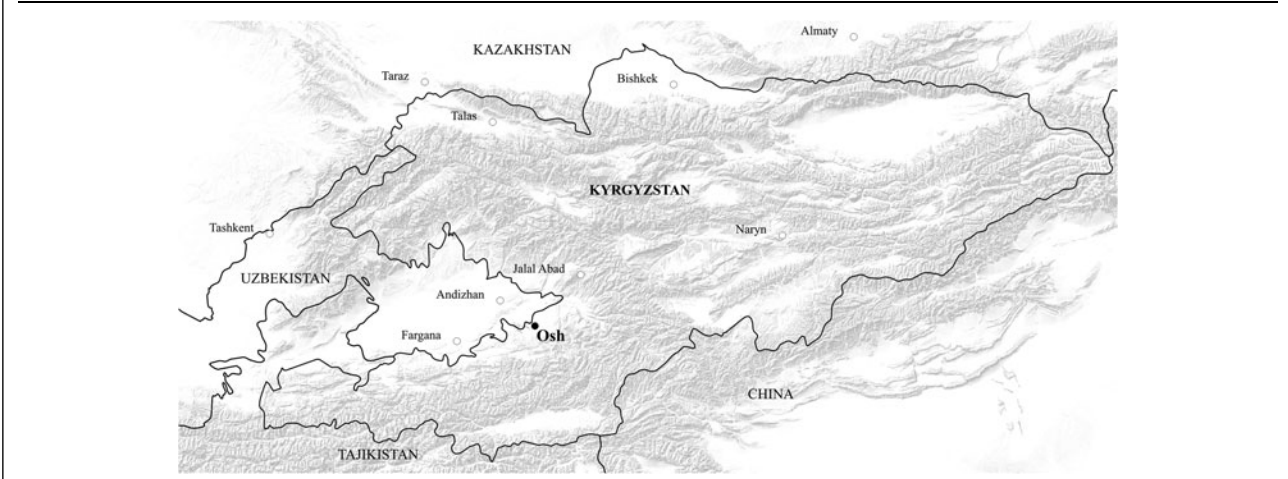 Almaty
KAZAKHSTAN
Taraz
Bishkek
Talas
KYRGYZSTAN
Tashkent
Naryn
Jalal Abad
UZBEKISTAN
Andizhan
Fargana
Osh
CHINA
TAJIKISTAN